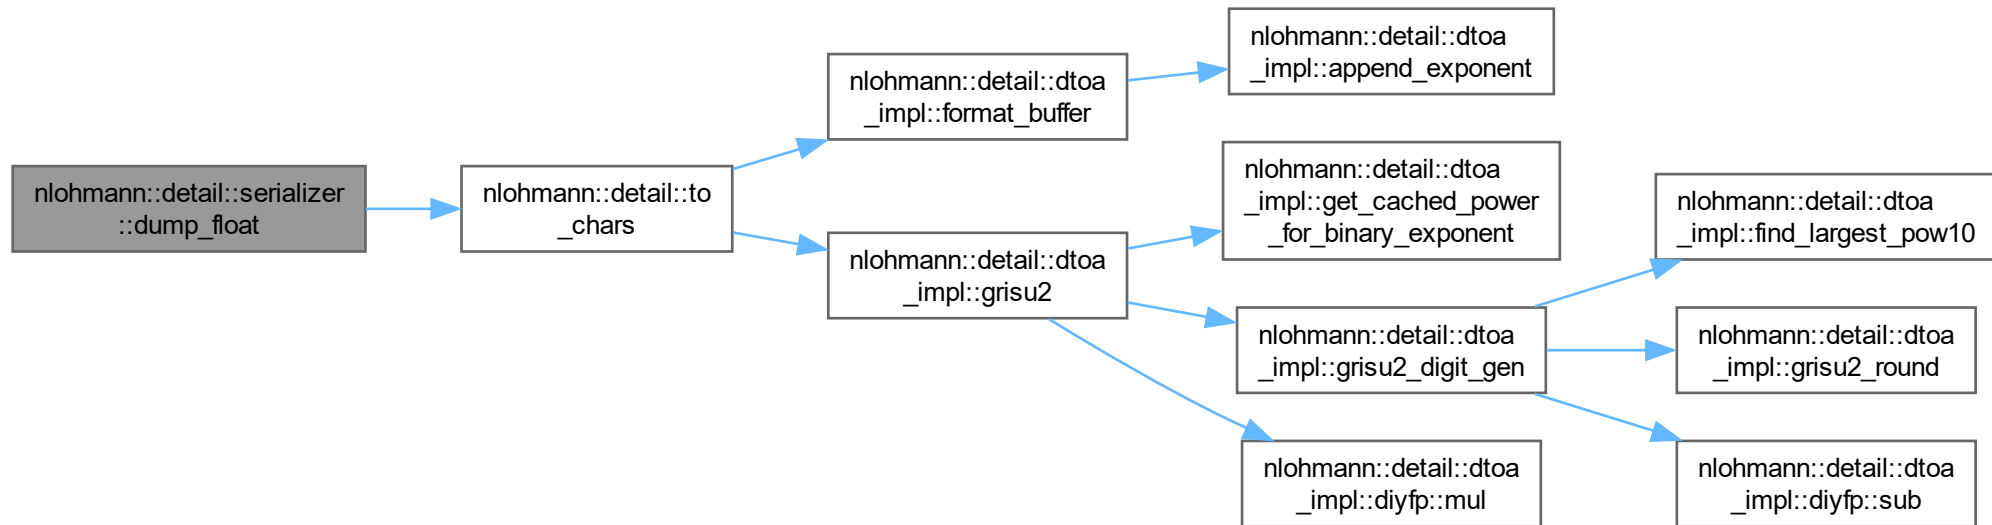 nlohmann::detail::serializer
::dump_float
nlohmann::detail::to
_chars
nlohmann::detail::dtoa
_impl::format_buffer
nlohmann::detail::dtoa
_impl::append_exponent
nlohmann::detail::dtoa
_impl::grisu2
nlohmann::detail::dtoa
_impl::get_cached_power
_for_binary_exponent
nlohmann::detail::dtoa
_impl::grisu2_digit_gen
nlohmann::detail::dtoa
_impl::find_largest_pow10
nlohmann::detail::dtoa
_impl::grisu2_round
nlohmann::detail::dtoa
_impl::diyfp::sub
nlohmann::detail::dtoa
_impl::diyfp::mul